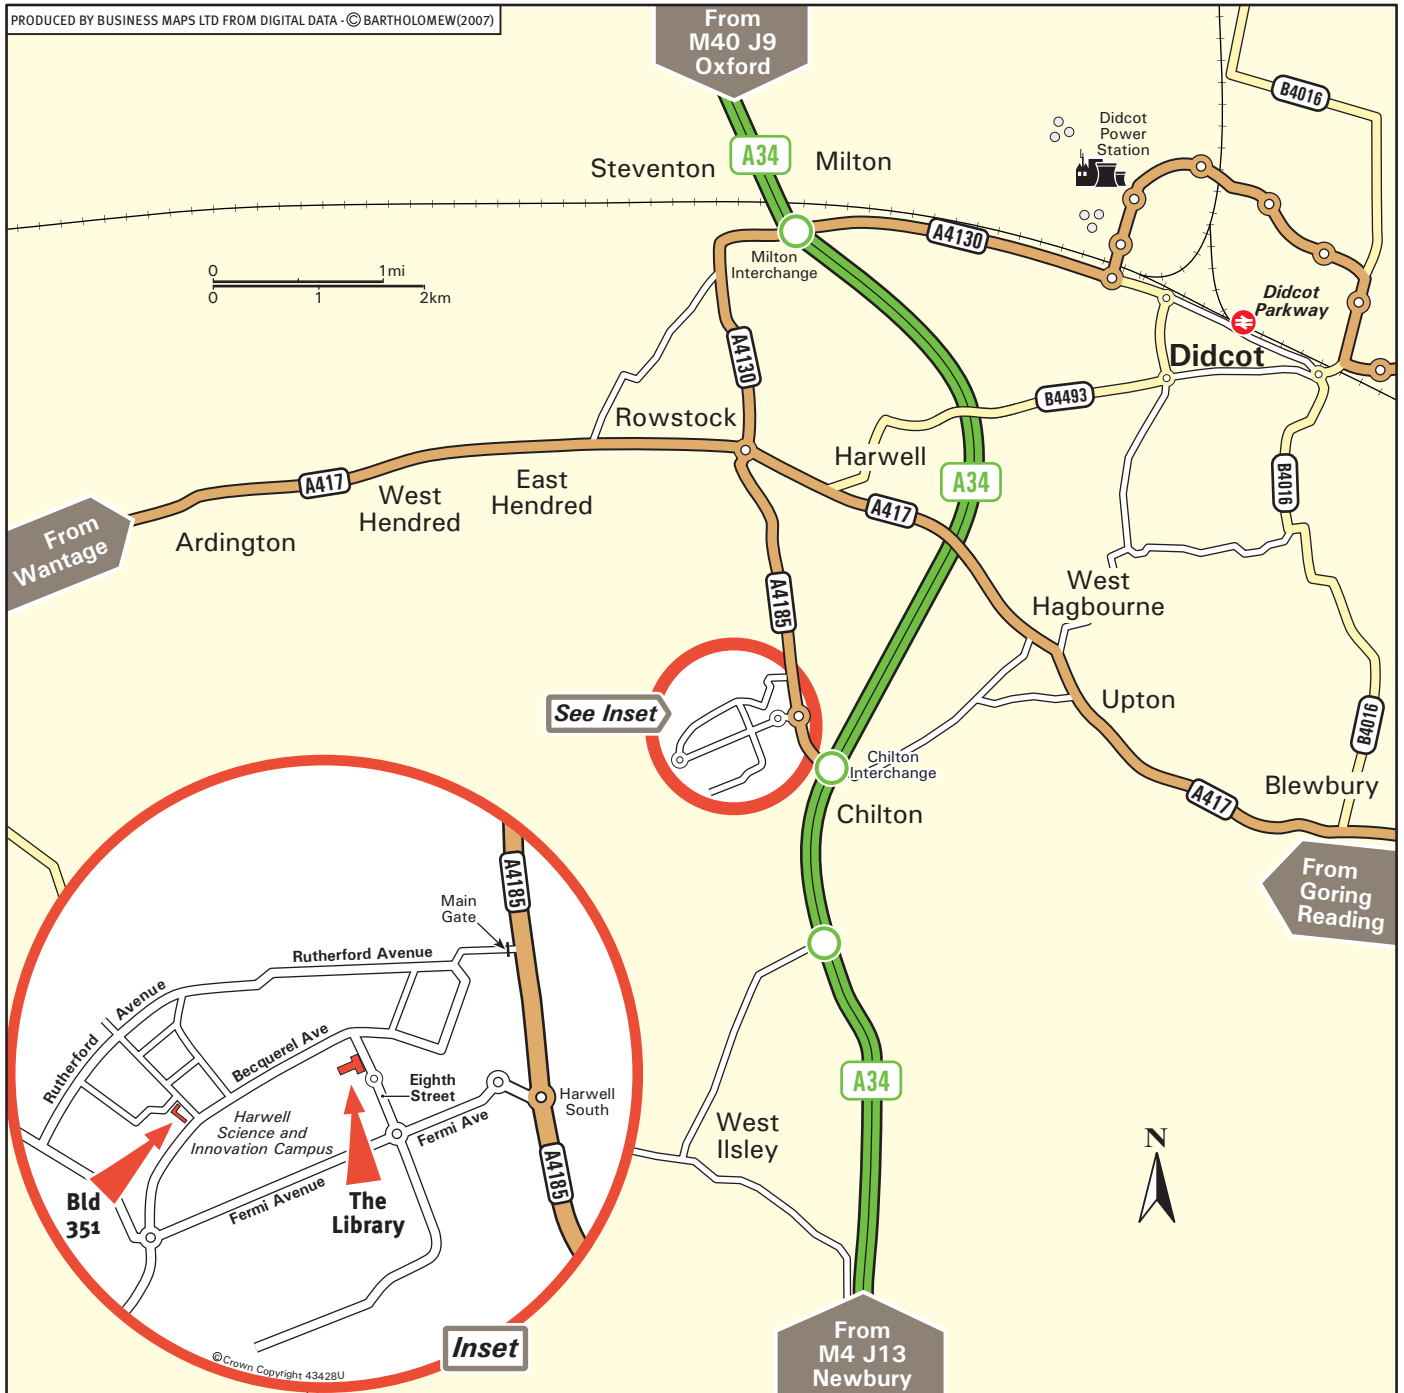 PRODUCED BY BUSINESS MAPS LTD FROM DIGITAL DATA - © BARTHOLOMEW(2007)
From
M40 J9
Oxford
B4016
Didcot
Power
Station
A34
Steventon
Milton
A4130
Milton
Interchange
0 1mi
0 1 2km
Didcot
Parkway
Didcot
A4130
B4493
Rowstock
Harwell
A34
B4016
A417
West
Hendred
East
Hendred
A417
From
Wantage
Ardington
A4185
West
Hagbourne
See Inset
Upton
B4016
Chilton
Interchange
Blewbury
A417
Chilton
From
Goring
Reading
A4185
Main
Gate
Rutherford Avenue
Rutherford Avenue
Becquerel Ave
Eighth
Street
Harwell
South
Harwell
Science and
Innovation Campus
Fermi Ave
A4185
Fermi Avenue
Bld
351
The
Library
A34
West
Ilsley
N
Inset
© Crown Copyright 43428U
From
M4 J13
Newbury